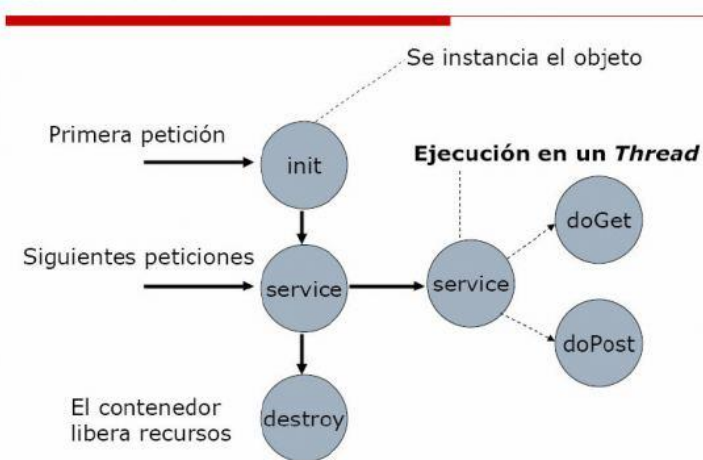 Se instancia el objeto
Primera petición
init
Ejecución en un Thread
doGet
Siguientes peticiones
service
service
doPost
El contenedor
libera recursos
destroy